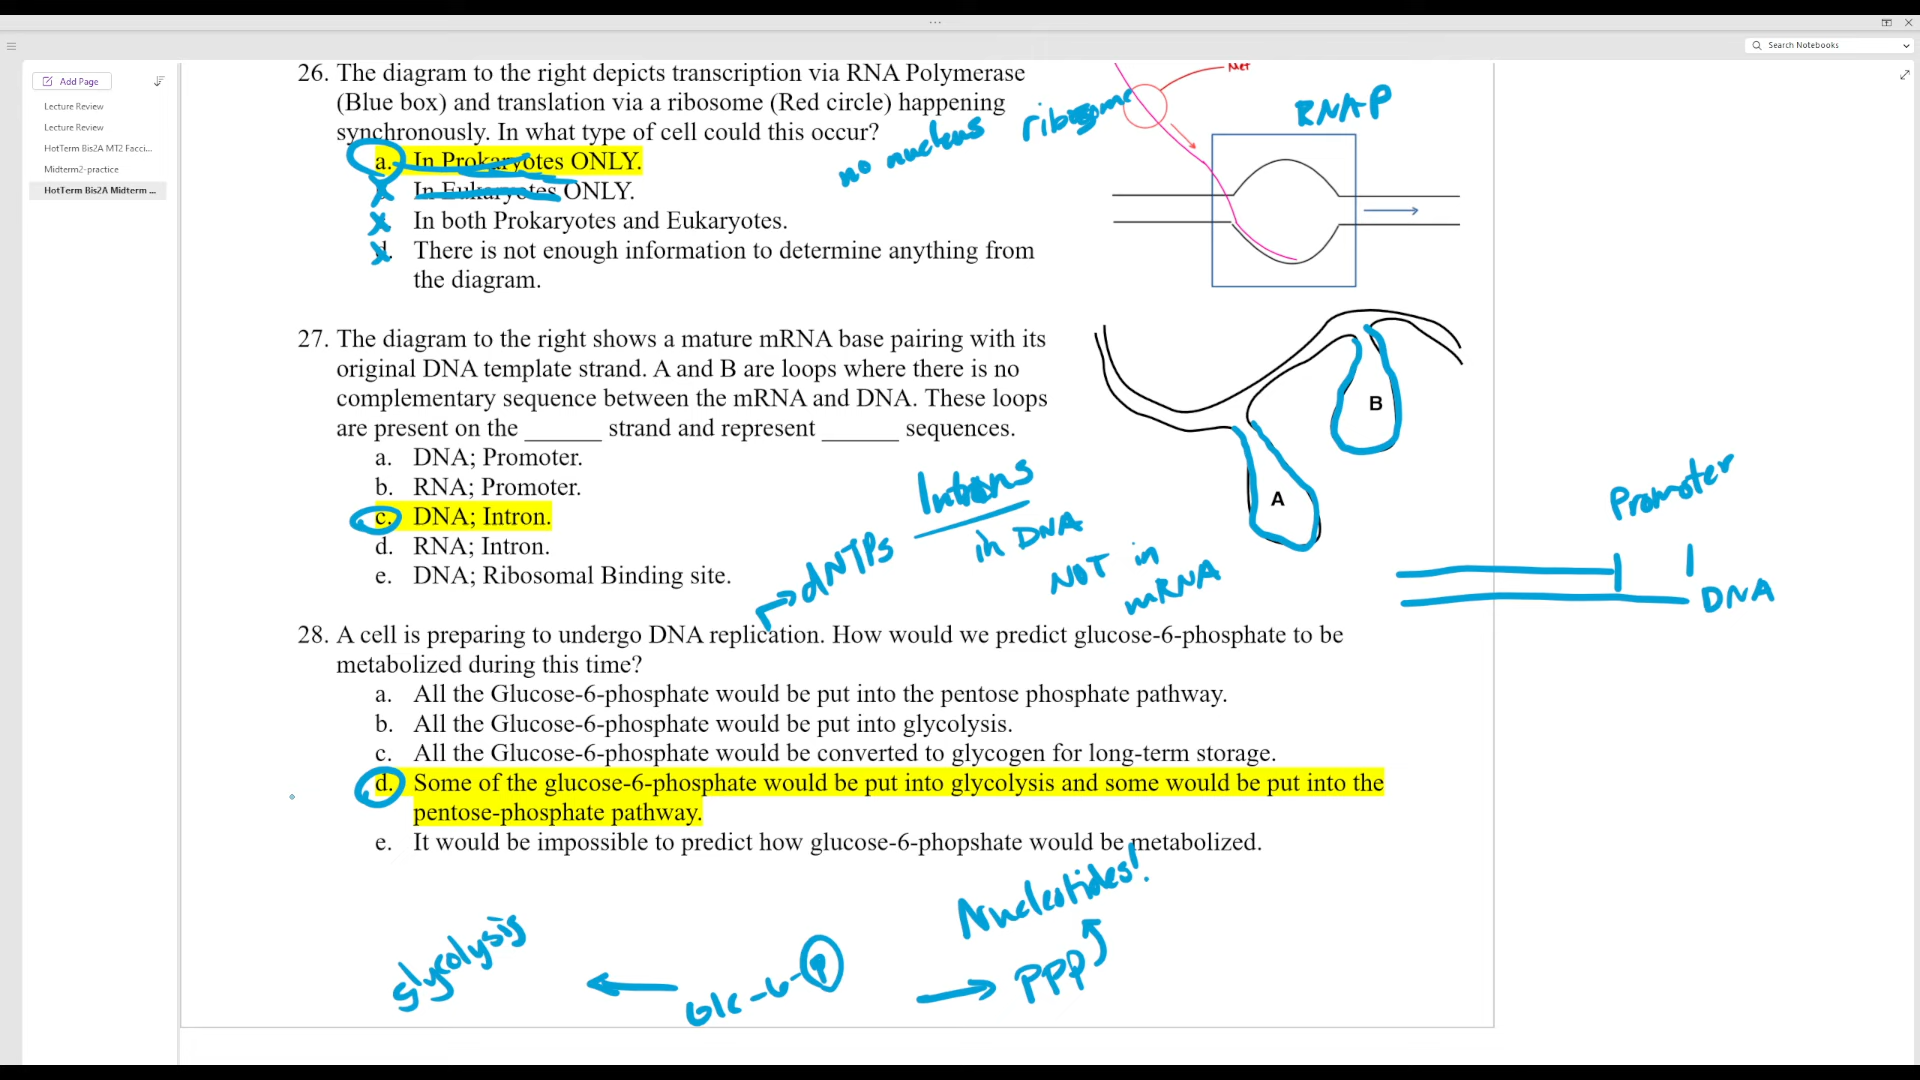 Search Notebooks
Add Page
Lecture Review
Lecture Review
HotTerm Bis2A MT2 Facci...
Midterm2-practice
HotTerm Bis2A Midterm ...
26. The diagram to the right depicts transcription via RNA Polymerase
(Blue box) and translation via a ribosome (Red circle) happening
synchronously. In what type of cell could this occur?
a. In Prokaryotes ONLY.
In Eukaryotes ONLY.
In both Prokaryotes and Eukaryotes.
d. There is not enough information to determine anything from
the diagram.
no nucleus
ribosome
Met
RNAP
27. The diagram to the right shows a mature mRNA base pairing with its
original DNA template strand. A and B are loops where there is no
complementary sequence between the mRNA and DNA. These loops
are present on the _______ strand and represent _______ sequences.
a. DNA; Promoter.
b. RNA; Promoter.
c. DNA; Intron.
d. RNA; Intron.
e. DNA; Ribosomal Binding site.
B
A
Introns
in DNA
NOT in
mRNA
dNTPs
Promoter
DNA
28. A cell is preparing to undergo DNA replication. How would we predict glucose-6-phosphate to be
metabolized during this time?
a. All the Glucose-6-phosphate would be put into the pentose phosphate pathway.
b. All the Glucose-6-phosphate would be put into glycolysis.
c. All the Glucose-6-phosphate would be converted to glycogen for long-term storage.
d. Some of the glucose-6-phosphate would be put into glycolysis and some would be put into the
pentose-phosphate pathway.
e. It would be impossible to predict how glucose-6-phopshate would be metabolized.
Nucleotides!
glycolysis
Glc-6-P
PPP